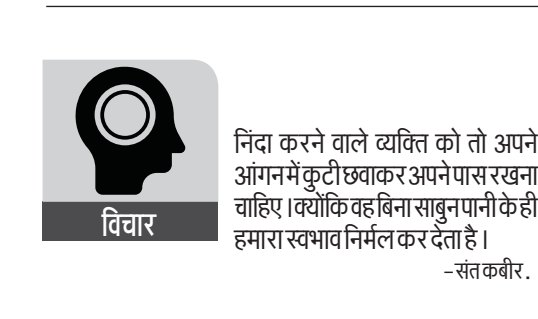 विचार
निंदा करने वाले व्यक्ति को तो अपने
आंगन में कुटी छवाकर अपने पास रखना
चाहिए। क्योंकि वह बिना साबुन पानी के ही
हमारा स्वभाव निर्मल कर देता है।
-संत कबीर.